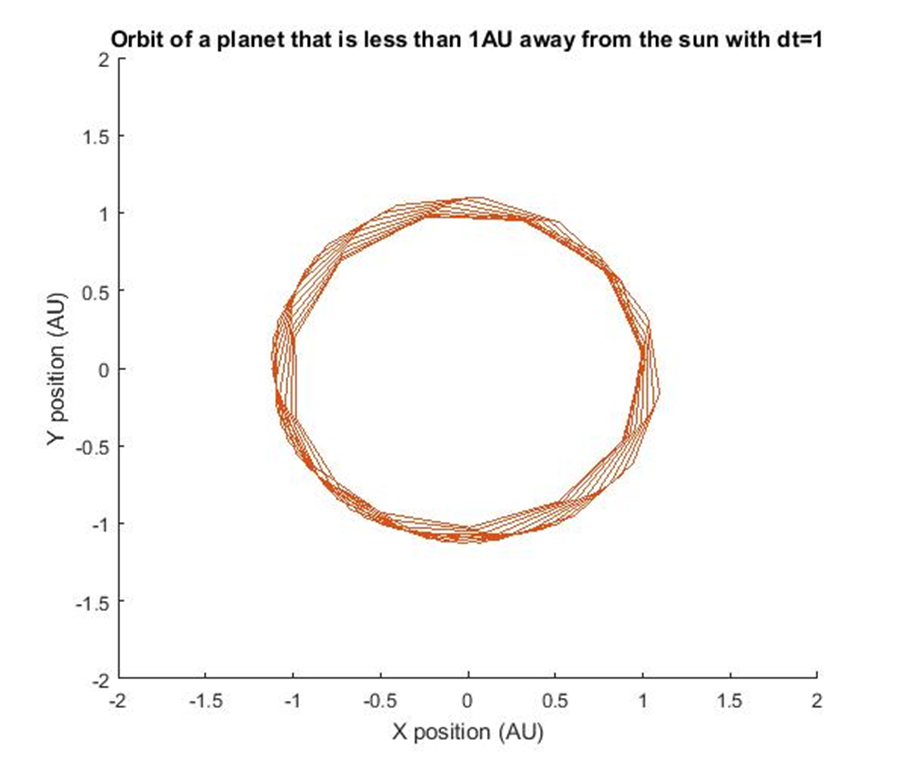 Orbit of a planet that is less than 1AU away from the sun with dt=1
2
1.5
1
0.5
0
-0.5
-1
-1.5
-2
Y position (AU)
-2 -1.5 -1 -0.5 0 0.5 1 1.5 2
X position (AU)